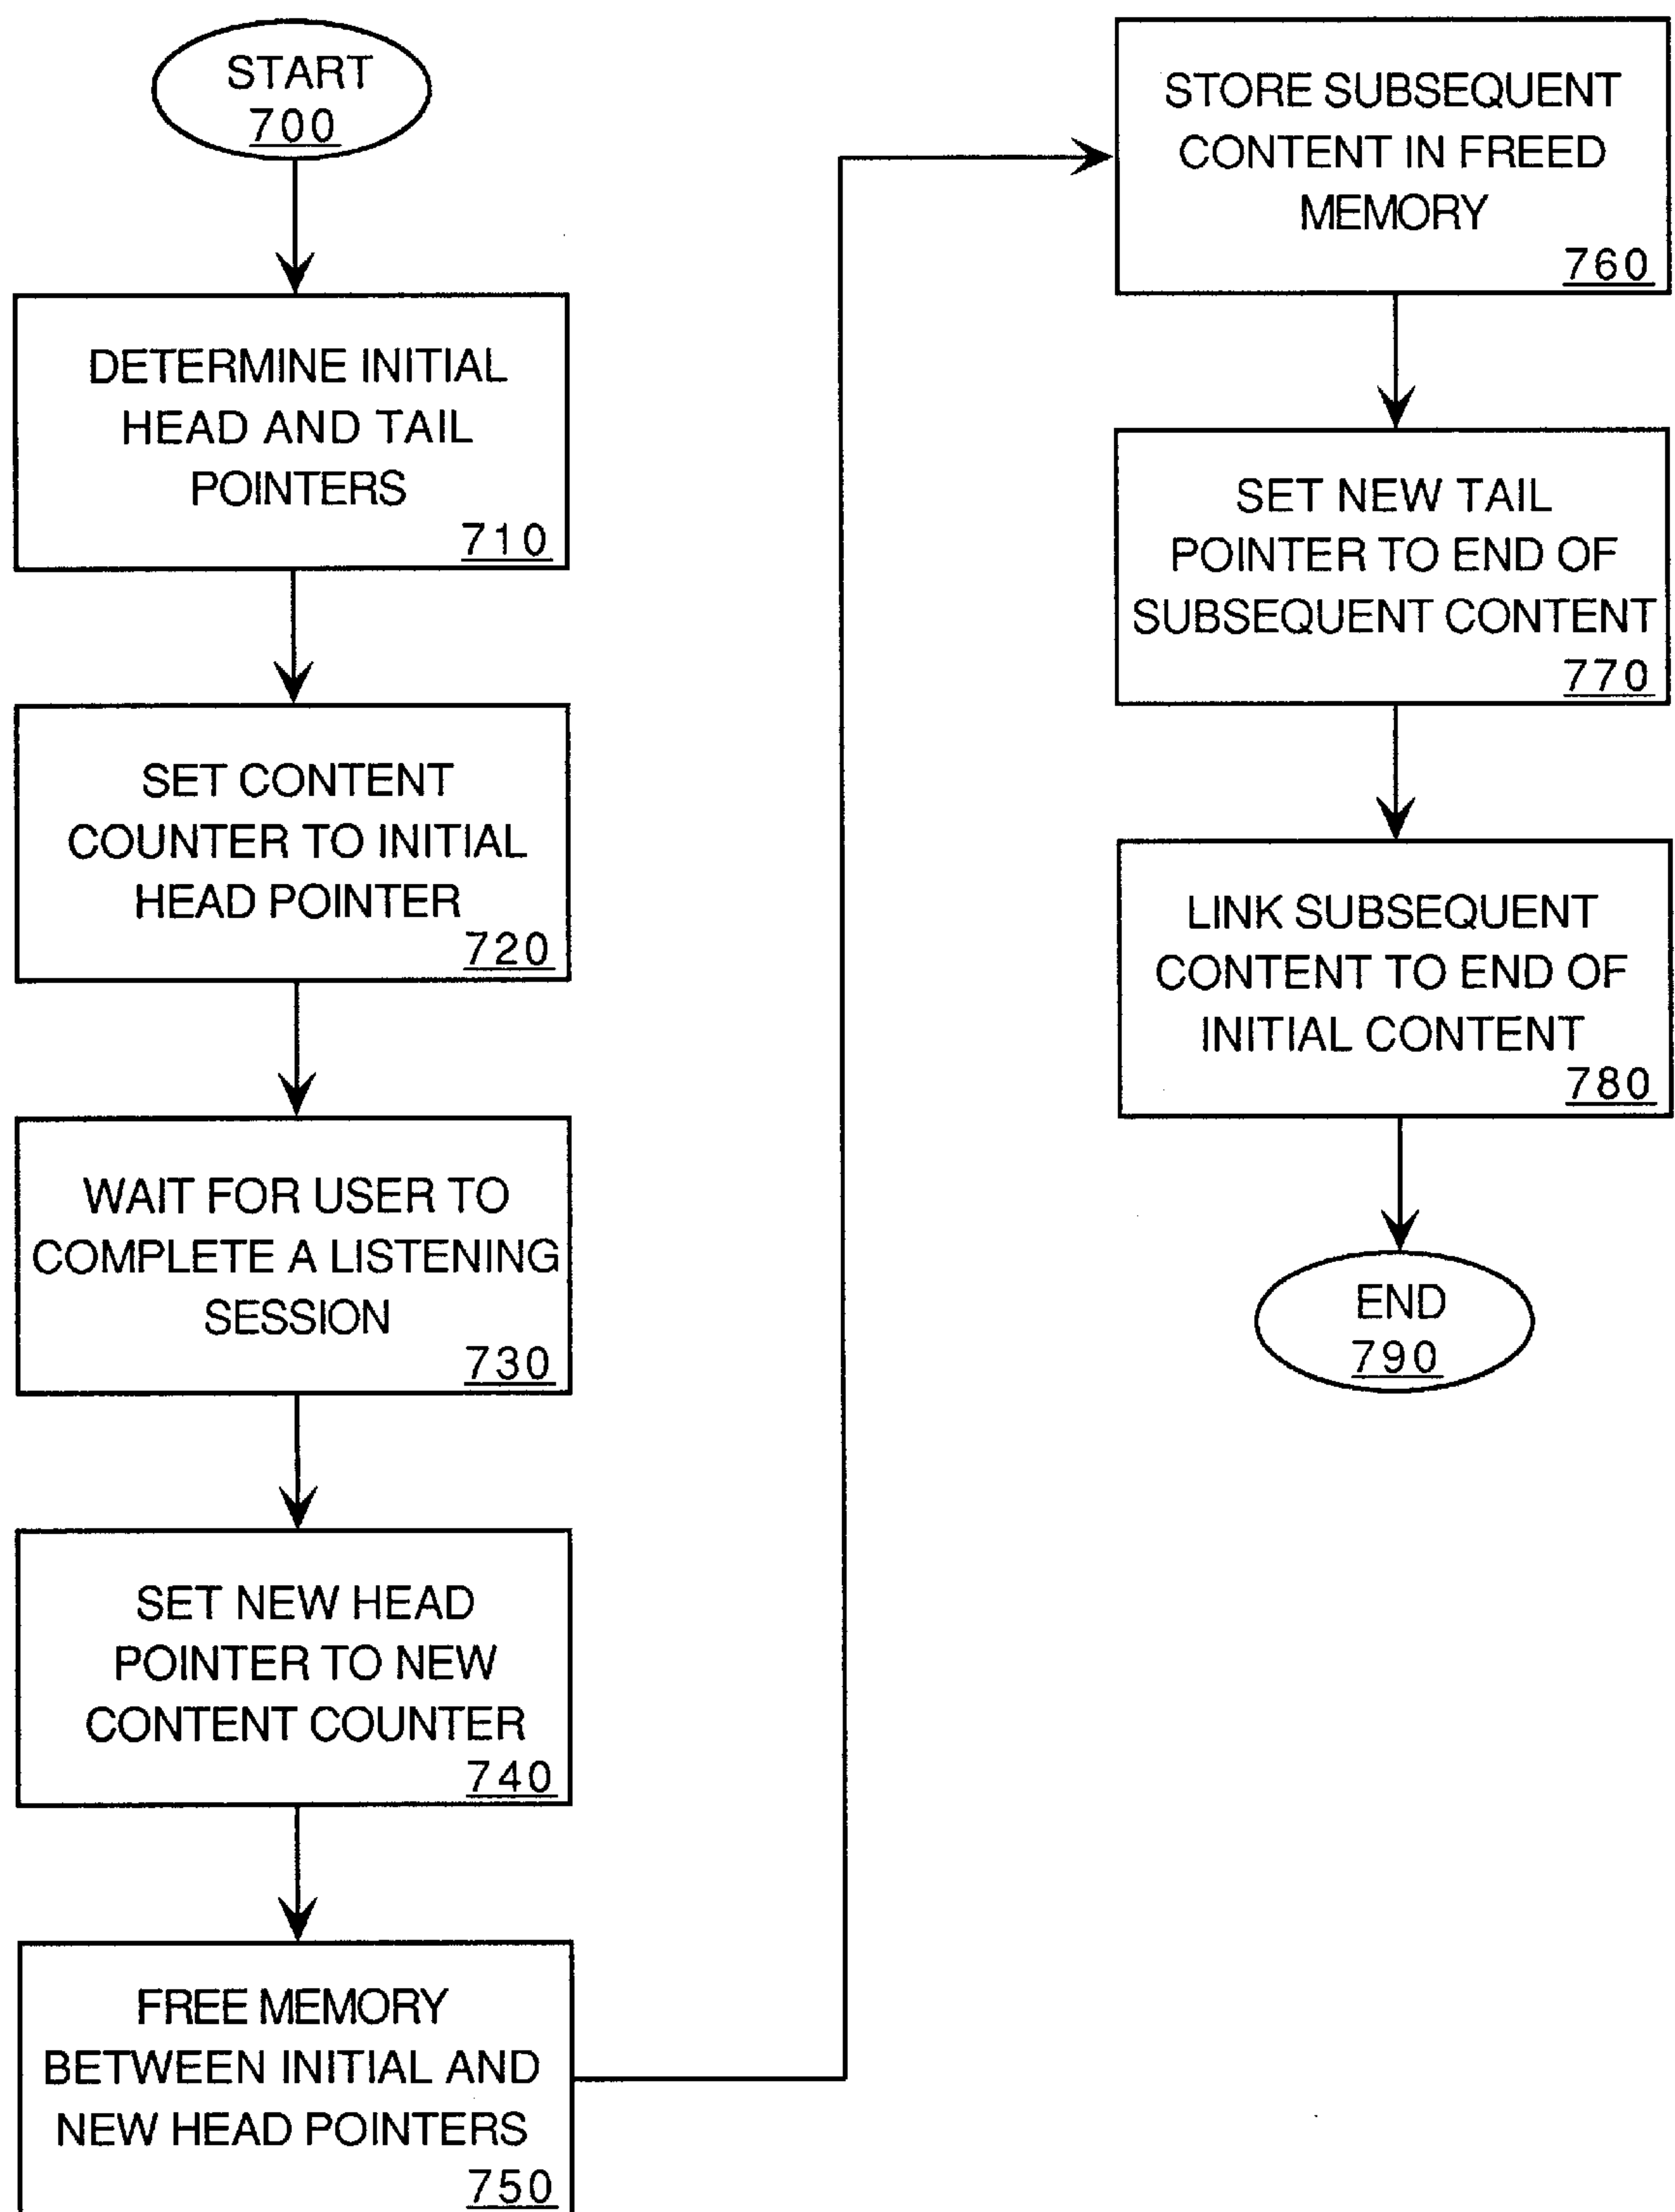 START
700
DETERMINE INITIAL
HEAD AND TAIL
POINTERS
710
SET CONTENT
COUNTER TO INITIAL
HEAD POINTER
720
WAIT FOR USER TO
COMPLETE A LISTENING
SESSION
730
SET NEW HEAD
POINTER TO NEW
CONTENT COUNTER
740
FREE MEMORY
BETWEEN INITIAL AND
NEW HEAD POINTERS
750
STORE SUBSEQUENT
CONTENT IN FREED
MEMORY
760
SET NEW TAIL
POINTER TO END OF
SUBSEQUENT CONTENT
770
LINK SUBSEQUENT
CONTENT TO END OF
INITIAL CONTENT
780
END
790